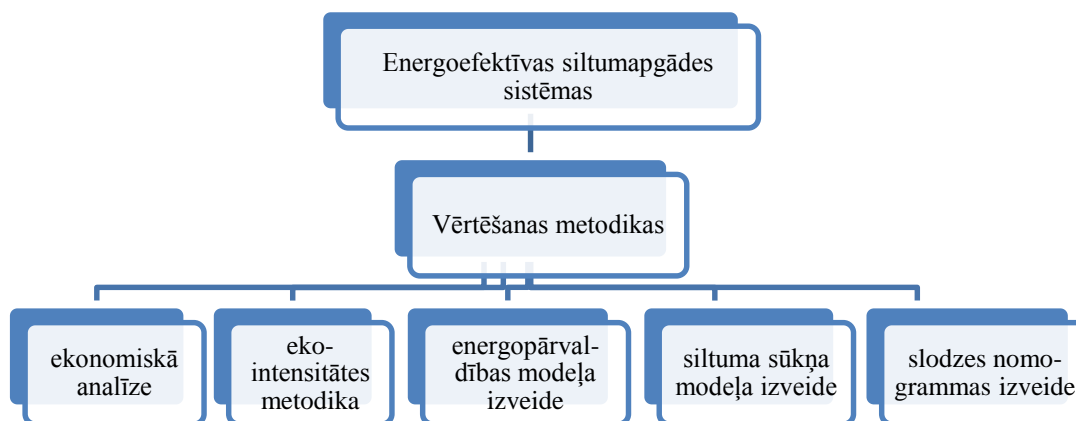 Energoefektīvas siltumapgādes
sistēmas
Vērtēšanas metodikas
ekonomiskā
analīze
eko-
intensitātes
metodika
energopārval-
dības modeļa
izveide
siltuma sūkņa
modeļa izveide
slodzes nomo-
grammas izveide